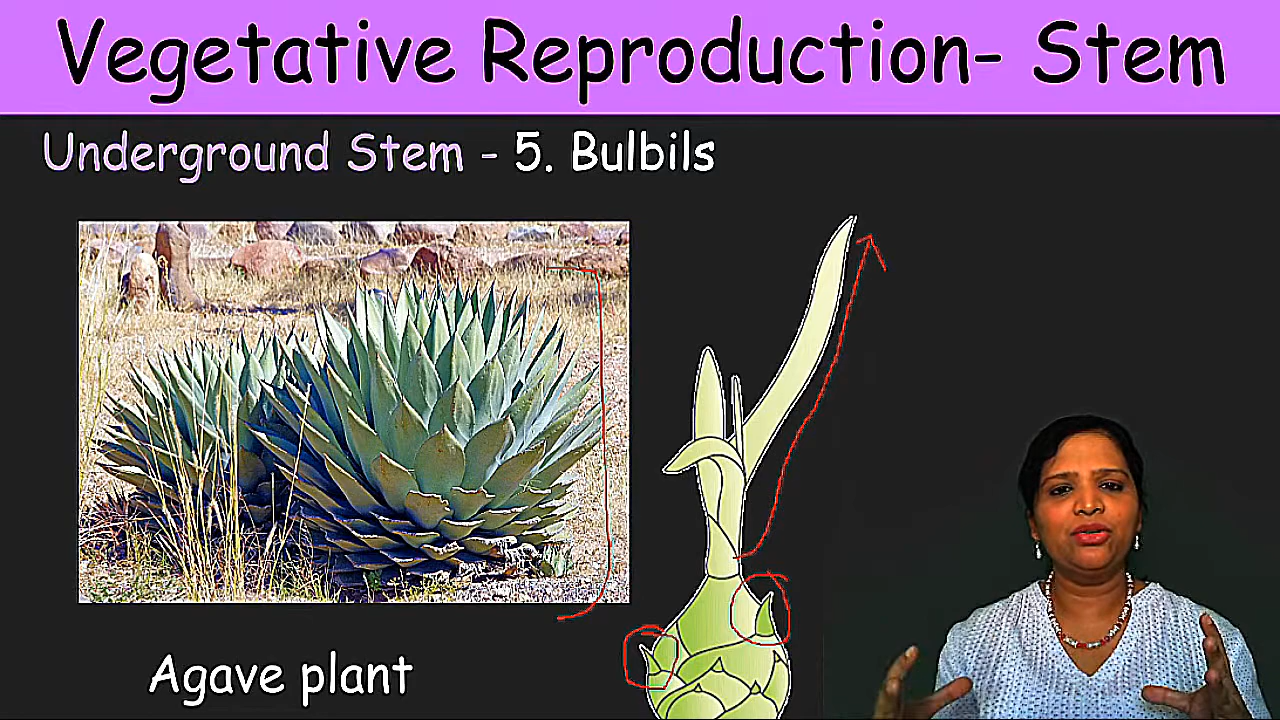 Vegetative Reproduction- Stem
Underground Stem - 5. Bulbils
Agave plant